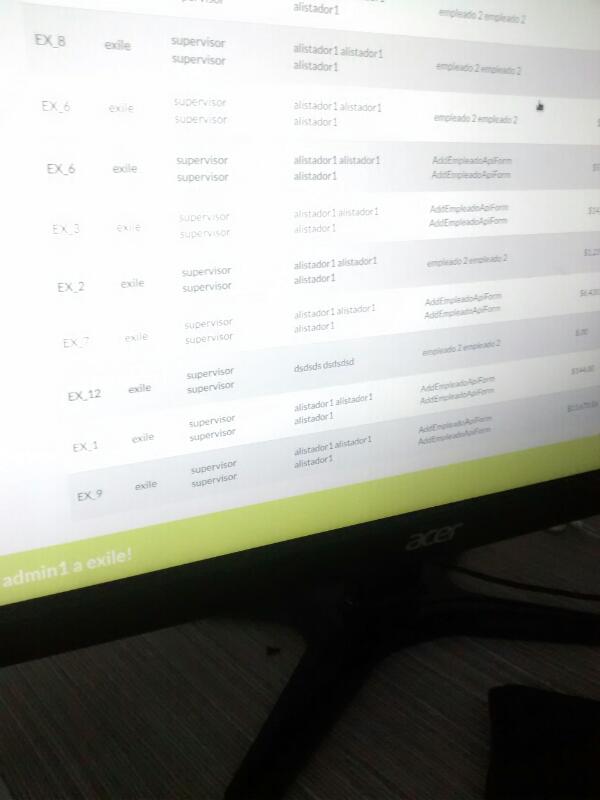 alistador1
empleado 2 empleado 2
EX_8 exile supervisor supervisor alistador1 alistador1 alistador1 empleado 2 empleado 2
EX_6 exile supervisor supervisor alistador1 alistador1 alistador1 empleado 2 empleado 2
EX_6 exile supervisor supervisor alistador1 alistador1 alistador1 AddEmpleadoApiForm AddEmpleadoApiForm
EX_3 exile supervisor supervisor alistador1 alistador1 alistador1 AddEmpleadoApiForm AddEmpleadoApiForm
EX_2 exile supervisor supervisor alistador1 alistador1 alistador1 empleado 2 empleado 2
EX_7 exile supervisor supervisor alistador1 alistador1 alistador1 AddEmpleadoApiForm AddEmpleadoApiForm
EX_12 exile supervisor supervisor dsdsds dsdsdsd empleado 2 empleado 2
EX_1 exile supervisor supervisor alistador1 alistador1 alistador1 AddEmpleadoApiForm AddEmpleadoApiForm $144.00
EX_9 exile supervisor supervisor alistador1 alistador1 alistador1 AddEmpleadoApiForm AddEmpleadoApiForm
admin1 a exile!
acer